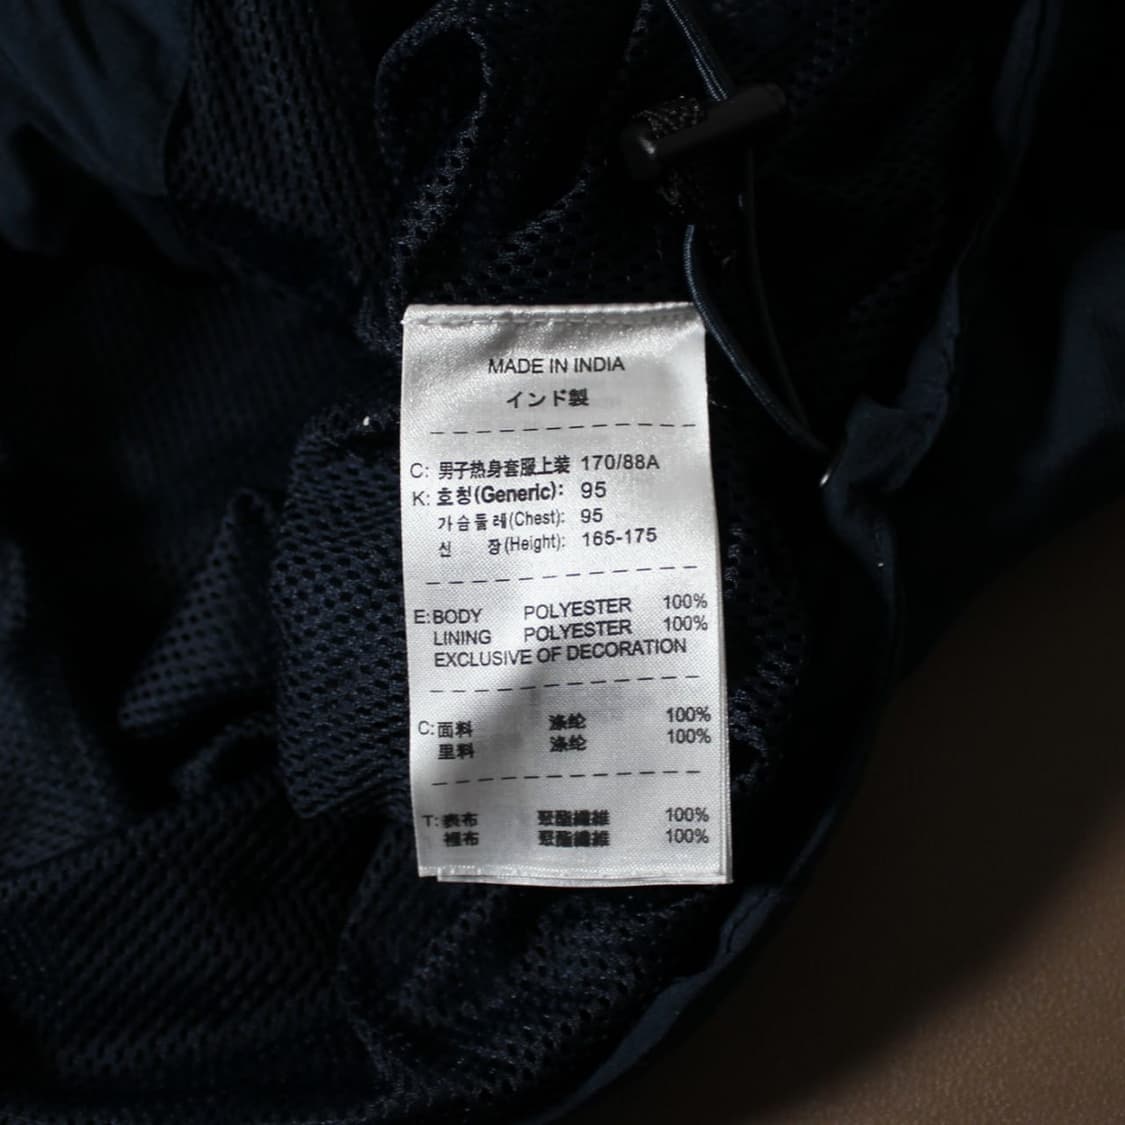 MADE IN INDIA
インド製
C: 男子热身套服上装 170/88A
K: 호칭(Generic): 95
가슴둘레(Chest): 95
신 장(Height): 165-175
E: BODY POLYESTER 100%
LINING POLYESTER 100%
EXCLUSIVE OF DECORATION
C: 面料 涤纶 100%
里料 涤纶 100%
T: 表布 聚酯纖維 100%
裡布 聚酯纖維 100%